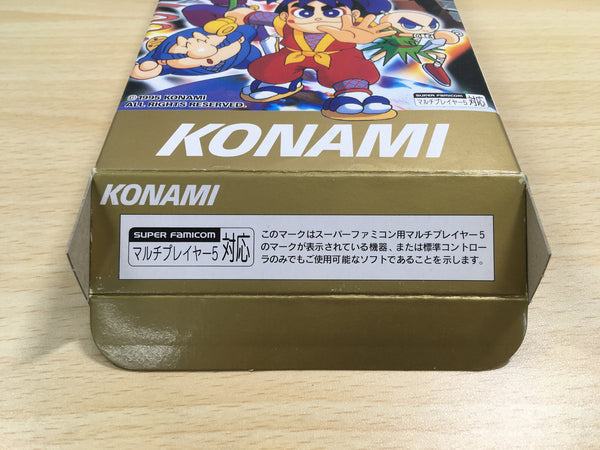 ©1995 KONAMI
ALL RIGHTS RESERVED.
SUPER FAMICOM
マルチプレイヤー5 対応
KONAMI
KONAMI
SUPER FAMICOM
マルチプレイヤー5 対応
このマークはスーパーファミコン用マルチプレイヤー5
のマークが表示されている機器、または標準コントロー
ラのみでもご使用可能なソフトであることを示します。